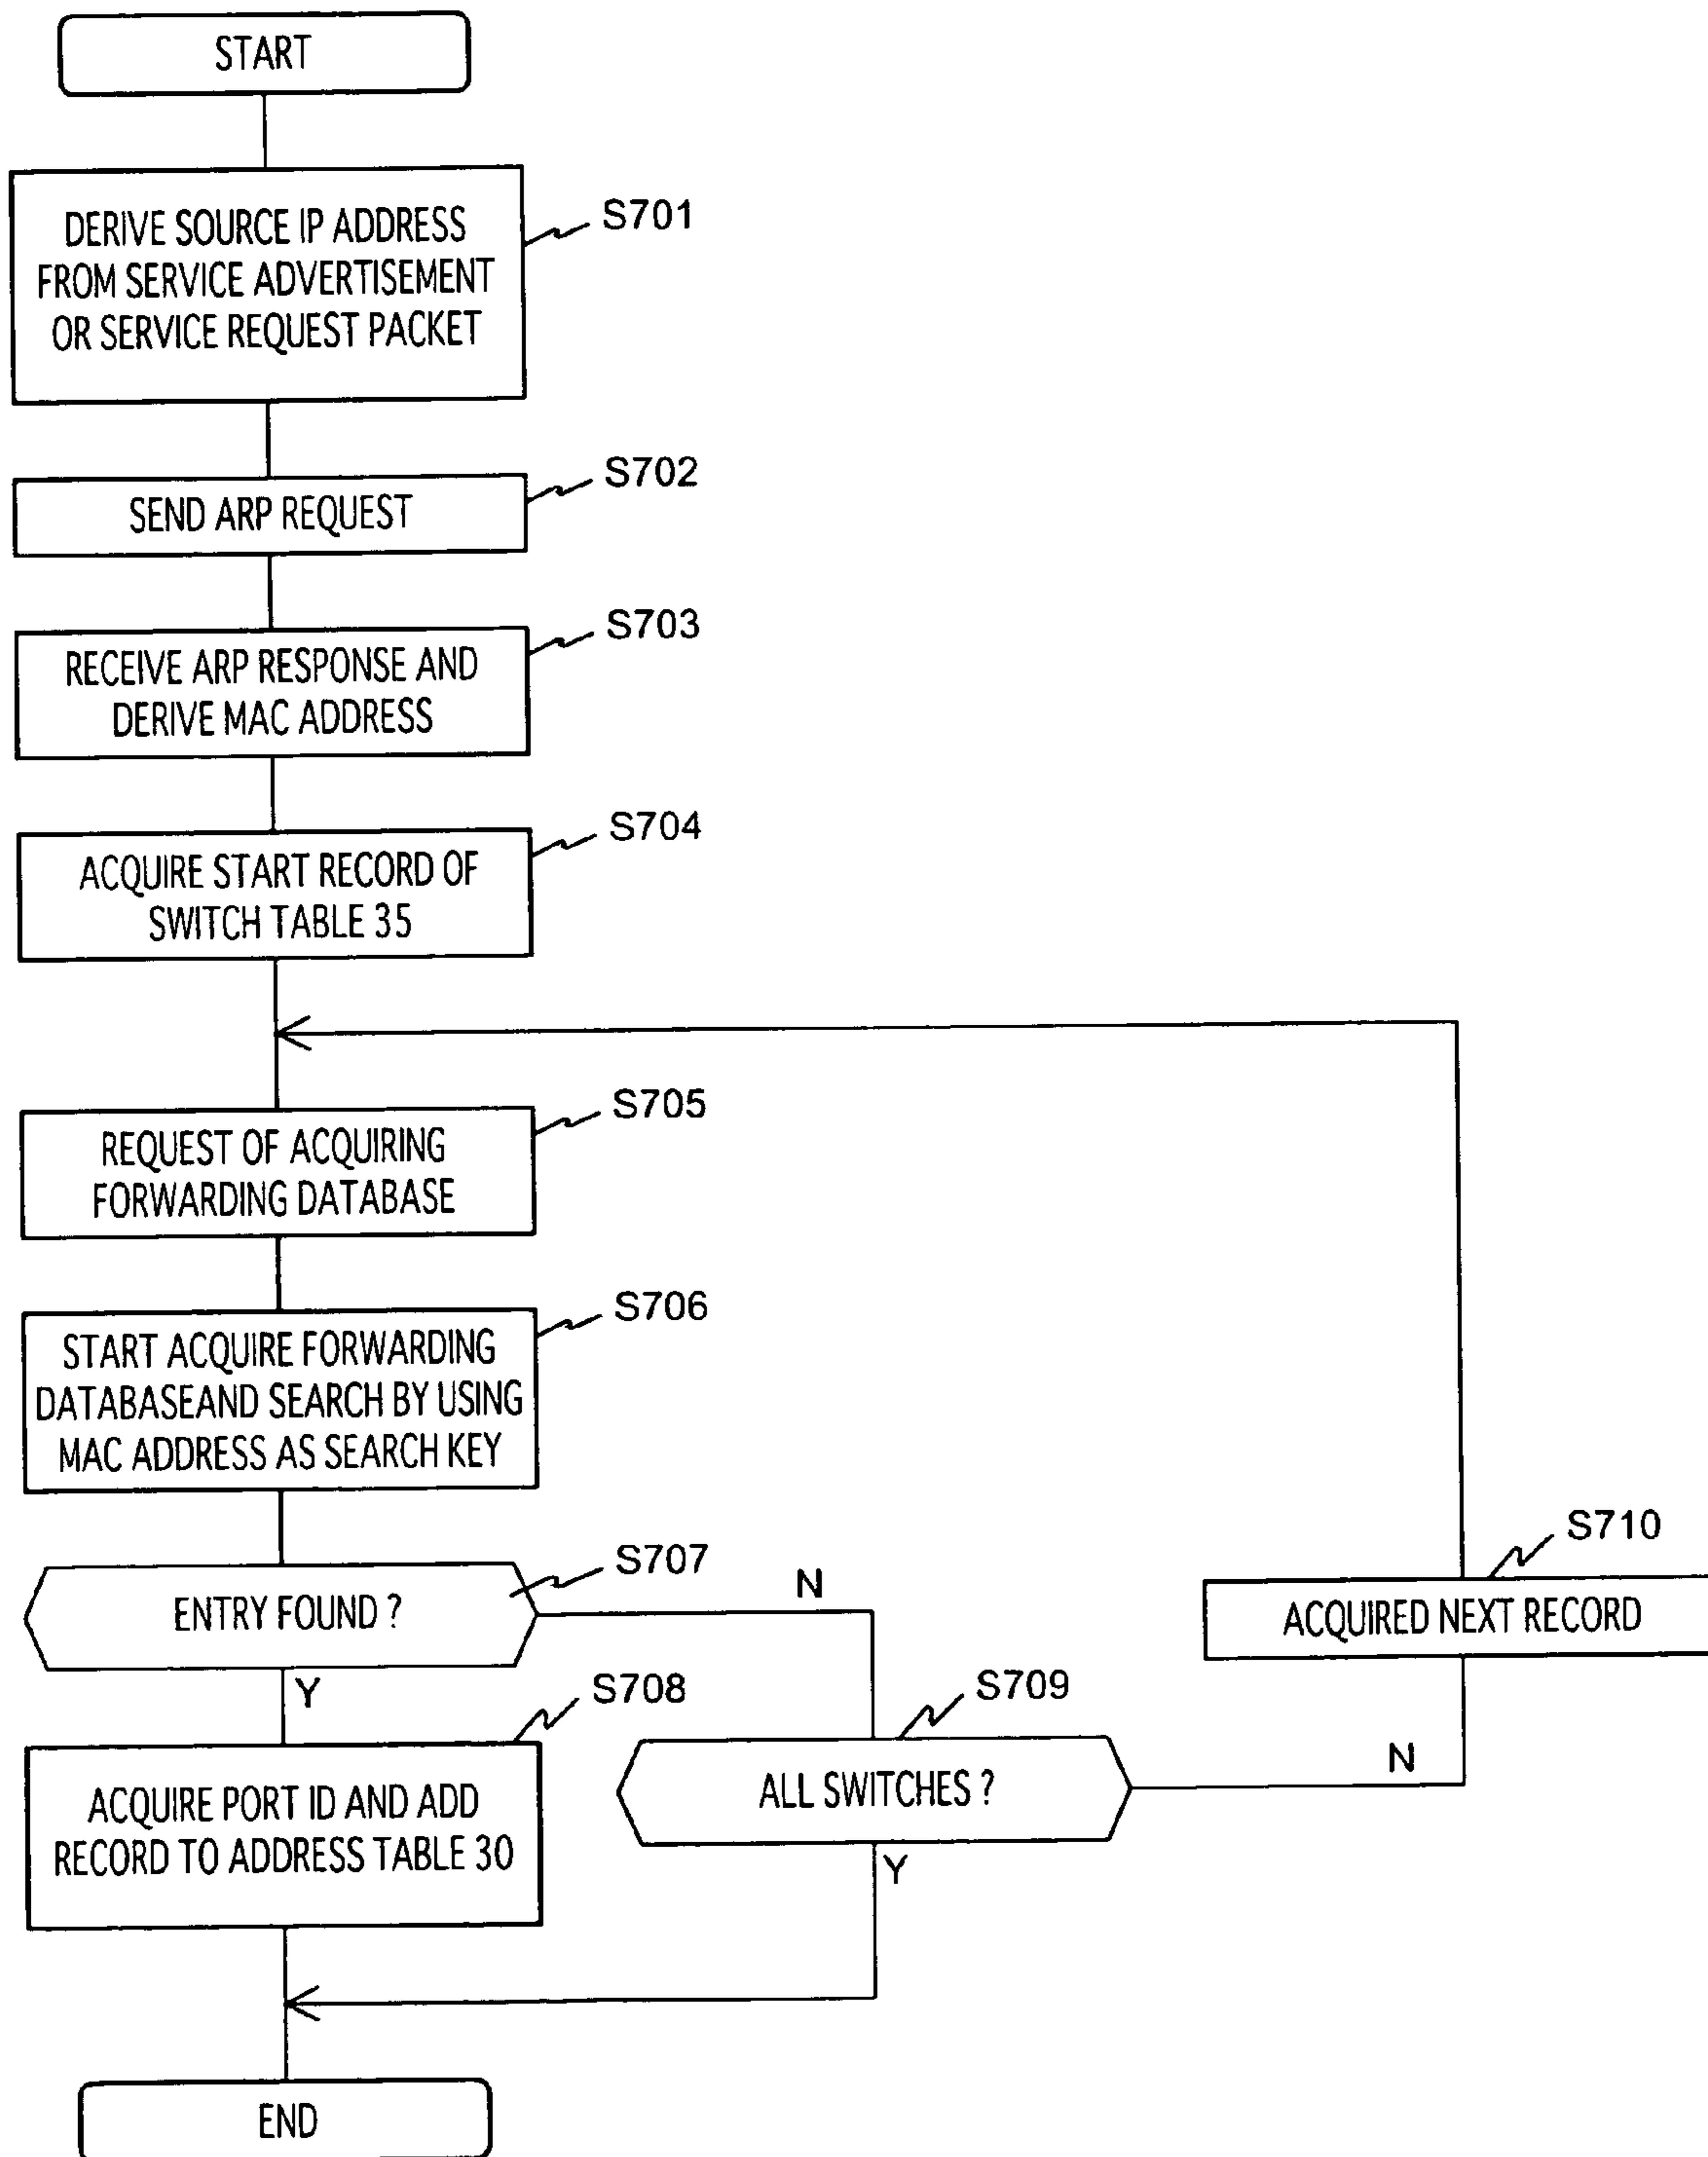 START
DERIVE SOURCE IP ADDRESS
FROM SERVICE ADVERTISEMENT
OR SERVICE REQUEST PACKET
S701
SEND ARP REQUEST
S702
RECEIVE ARP RESPONSE AND
DERIVE MAC ADDRESS
S703
ACQUIRE START RECORD OF
SWITCH TABLE 35
S704
REQUEST OF ACQUIRING
FORWARDING DATABASE
S705
START ACQUIRE FORWARDING
DATABASEAND SEARCH BY USING
MAC ADDRESS AS SEARCH KEY
S706
ENTRY FOUND ?
S707
N
Y
ACQUIRE PORT ID AND ADD
RECORD TO ADDRESS TABLE 30
S708
ALL SWITCHES ?
S709
N
Y
ACQUIRED NEXT RECORD
S710
END